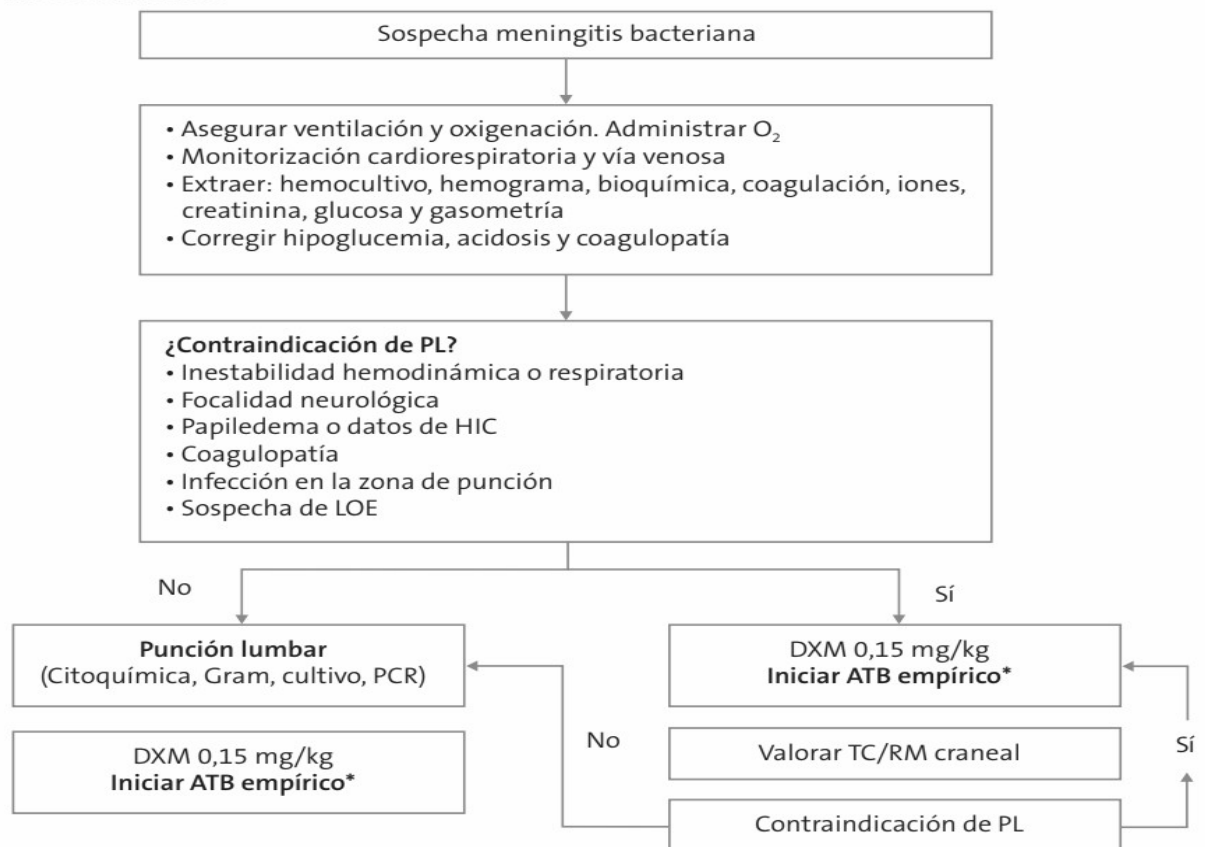 Sospecha meningitis bacteriana
• Asegurar ventilación y oxigenación. Administrar O₂
• Monitorización cardiorespiratoria y vía venosa
• Extraer: hemocultivo, hemograma, bioquímica, coagulación, iones,
creatinina, glucosa y gasometría
• Corregir hipoglucemia, acidosis y coagulopatía
¿Contraindicación de PL?
• Inestabilidad hemodinámica o respiratoria
• Focalidad neurológica
• Papiledema o datos de HIC
• Coagulopatía
• Infección en la zona de punción
• Sospecha de LOE
No
Sí
Punción lumbar
(Citoquímica, Gram, cultivo, PCR)
DXM 0,15 mg/kg
Iniciar ATB empírico*
DXM 0,15 mg/kg
Iniciar ATB empírico*
No
Valorar TC/RM craneal
Sí
Contraindicación de PL